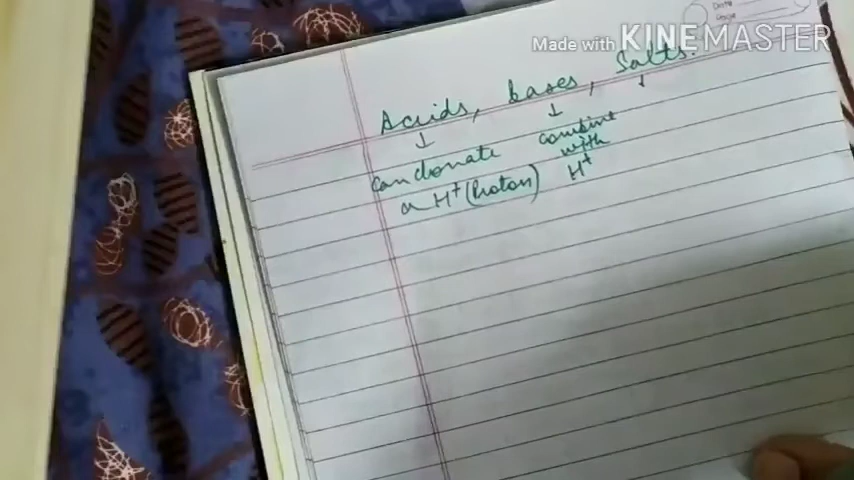 Made with KINEMASTER
Acids, bases, Salts.
↓ ↓ ↓
can donate combine
a H+ (Proton) with
H+